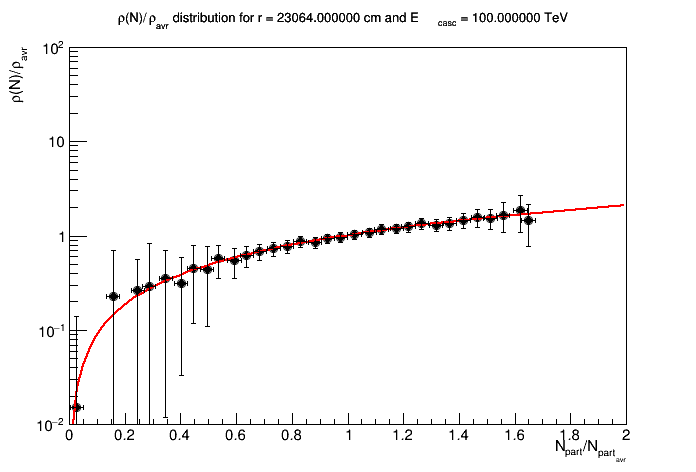 ρ(N)/ρavr distribution for r = 23064.000000 cm and E casc = 100.000000 TeV
ρ(N)/ρavr
10²
10
1
10⁻¹
10⁻²
0 0.2 0.4 0.6 0.8 1 1.2 1.4 1.6 1.8 2
Npart/Npartavr